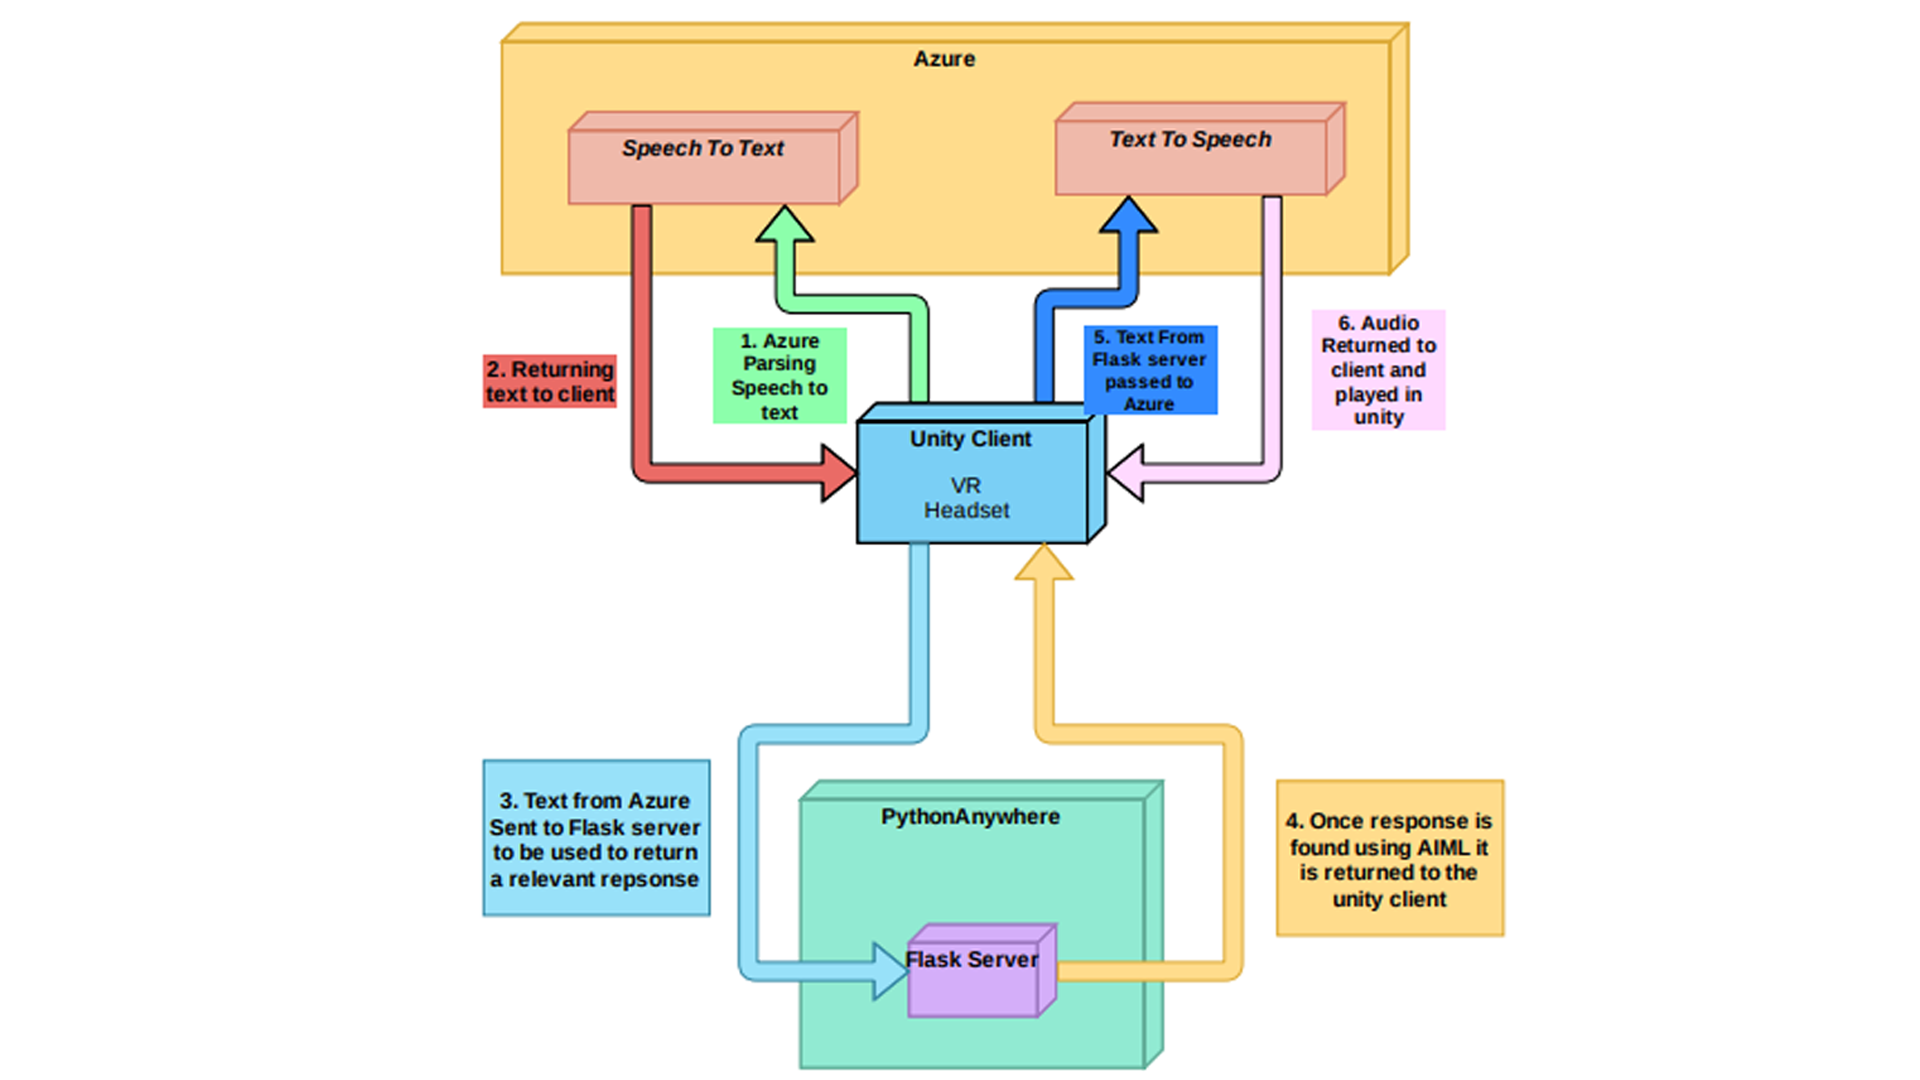 Azure
Speech To Text
Text To Speech
1. Azure
Parsing
Speech to
text
2. Returning
text to client
5. Text From
Flask server
passed to
Azure
6. Audio
Returned to
client and
played in
unity
Unity Client
VR
Headset
3. Text from Azure
Sent to Flask server
to be used to return
a relevant repsonse
PythonAnywhere
Flask Server
4. Once response is
found using AIML it
is returned to the
unity client